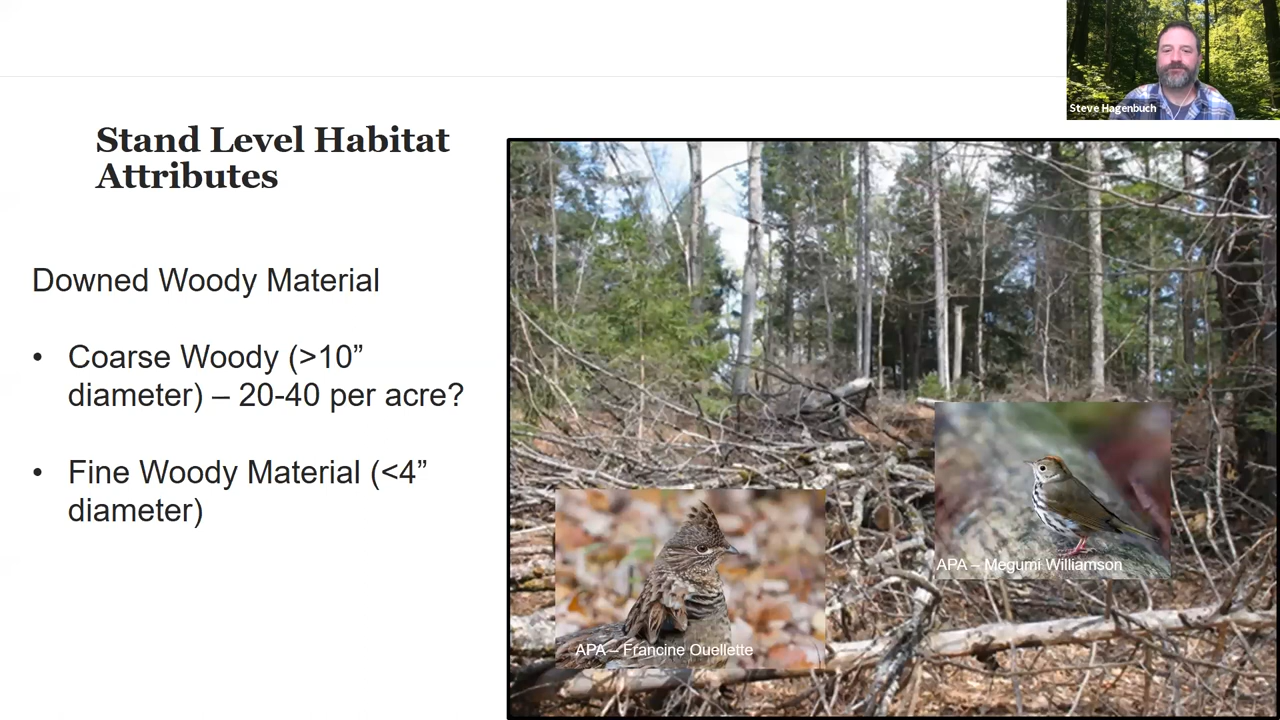 Steve Hagenbuch
Stand Level Habitat
Attributes
Downed Woody Material
• Coarse Woody (>10”
diameter) – 20-40 per acre?
• Fine Woody Material (<4”
diameter)
APA – Megumi Williamson
APA – Francine Ouellette